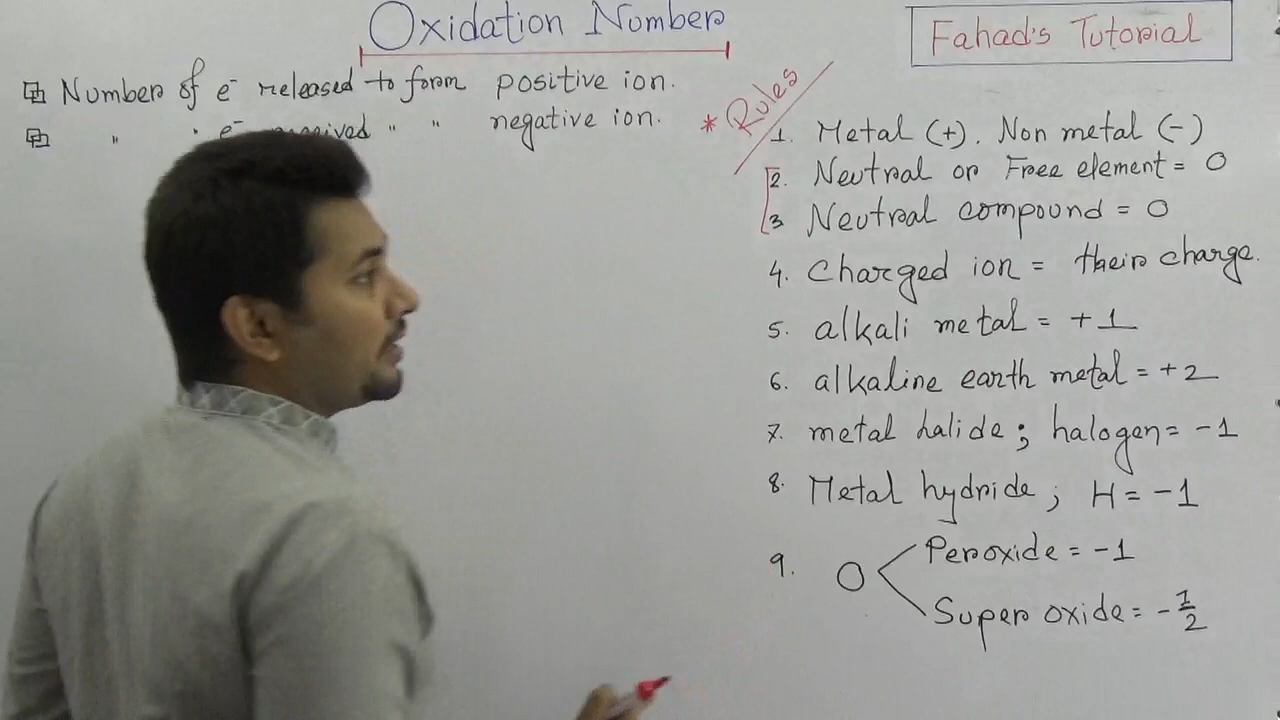 Oxidation Number
Fahad's Tutorial
Number of e⁻ released to form positive ion.
" e⁻ " " negative ion.
* Rules
1. Metal (+). Non metal (-)
2. Neutral or Free element = 0
3 Neutral compound = 0
4. Charged ion = their charge.
5. alkali metal = +1
6. alkaline earth metal = +2
7. metal halide; halogen = -1
8. Metal hydride; H = -1
9. O
Peroxide = -1
Super oxide = -1/2